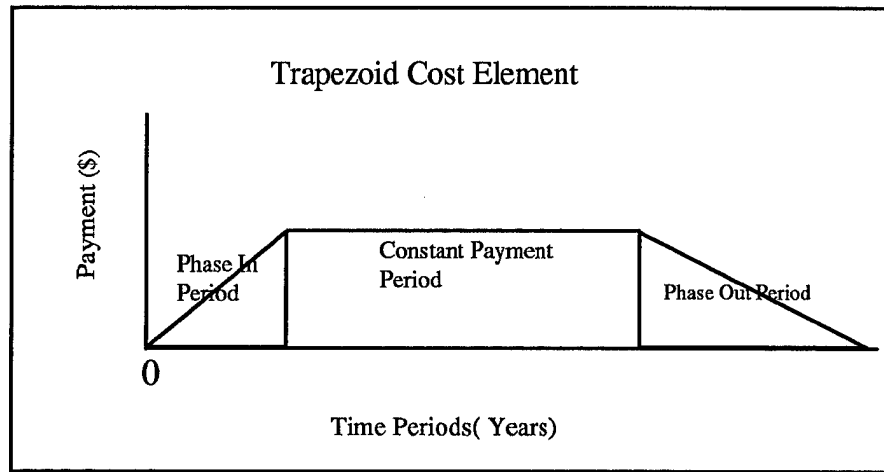 Trapezoid Cost Element
Payment ($)
Phase In
Period
Constant Payment
Period
Phase Out Period
0
Time Periods( Years)